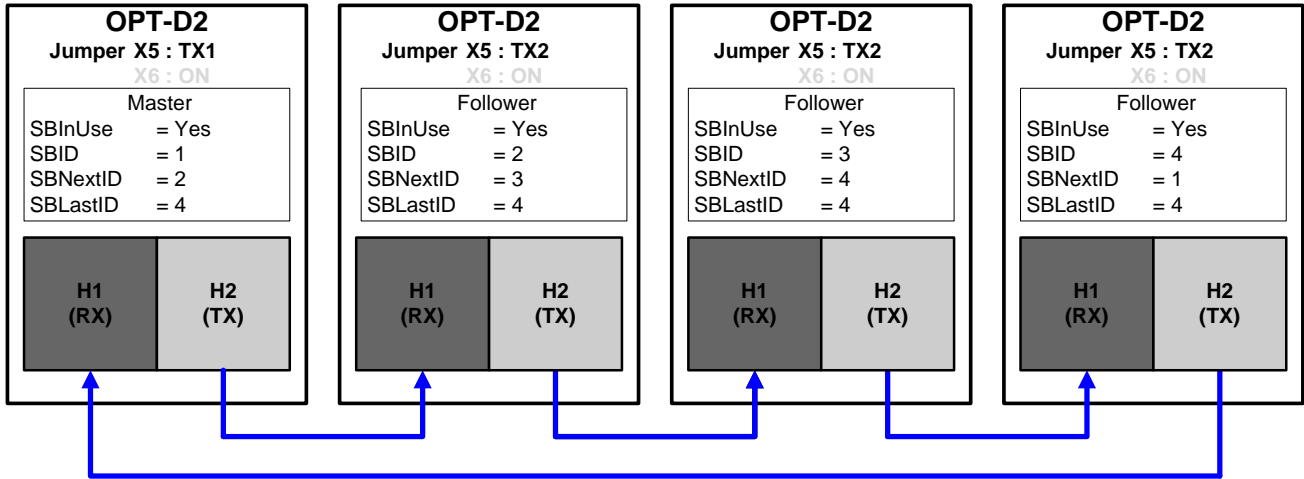 OPT-D2
Jumper X5 : TX1
X6 : ON
Master
SBInUse = Yes
SBID = 1
SBNextID = 2
SBLastID = 4
H1
(RX)
H2
(TX)
OPT-D2
Jumper X5 : TX2
X6 : ON
Follower
SBInUse = Yes
SBID = 2
SBNextID = 3
SBLastID = 4
H1
(RX)
H2
(TX)
OPT-D2
Jumper X5 : TX2
X6 : ON
Follower
SBInUse = Yes
SBID = 3
SBNextID = 4
SBLastID = 4
H1
(RX)
H2
(TX)
OPT-D2
Jumper X5 : TX2
X6 : ON
Follower
SBInUse = Yes
SBID = 4
SBNextID = 1
SBLastID = 4
H1
(RX)
H2
(TX)